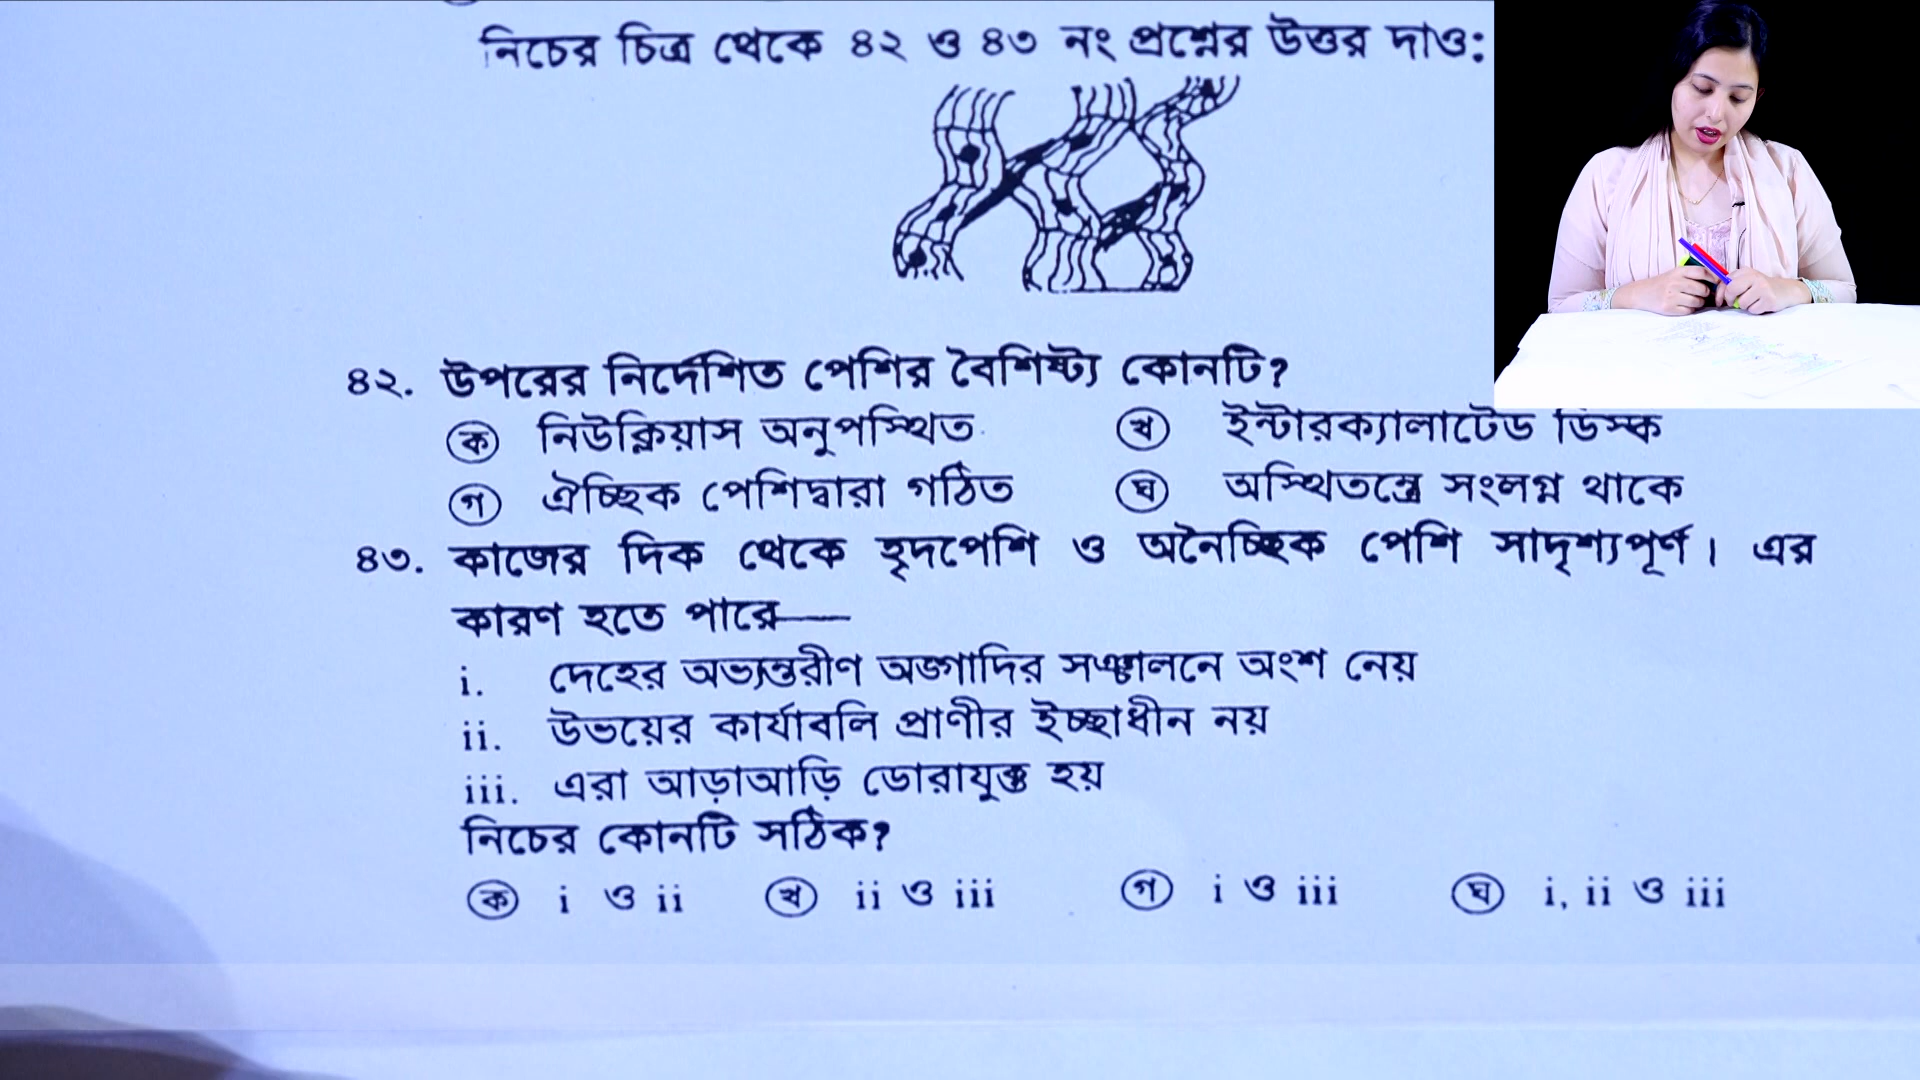 নিচের চিত্র থেকে ৪২ ও ৪৩ নং প্রশ্নের উত্তর দাও:
৪২. উপরের নির্দেশিত পেশির বৈশিষ্ট্য কোনটি?
ক নিউক্লিয়াস অনুপস্থিত খ ইন্টারক্যালাটেড ডিস্ক
গ ঐচ্ছিক পেশিদ্বারা গঠিত ঘ অস্থিতন্ত্রে সংলগ্ন থাকে
৪৩. কাজের দিক থেকে হৃদপেশি ও অনৈচ্ছিক পেশি সাদৃশ্যপূর্ণ। এর
কারণ হতে পারে—
i. দেহের অভ্যন্তরীণ অঙ্গাদির সঞ্চালনে অংশ নেয়
ii. উভয়ের কার্যাবলি প্রাণীর ইচ্ছাধীন নয়
iii. এরা আড়াআড়ি ডোরাযুক্ত হয়
নিচের কোনটি সঠিক?
ক i ও ii খ ii ও iii গ i ও iii ঘ i, ii ও iii